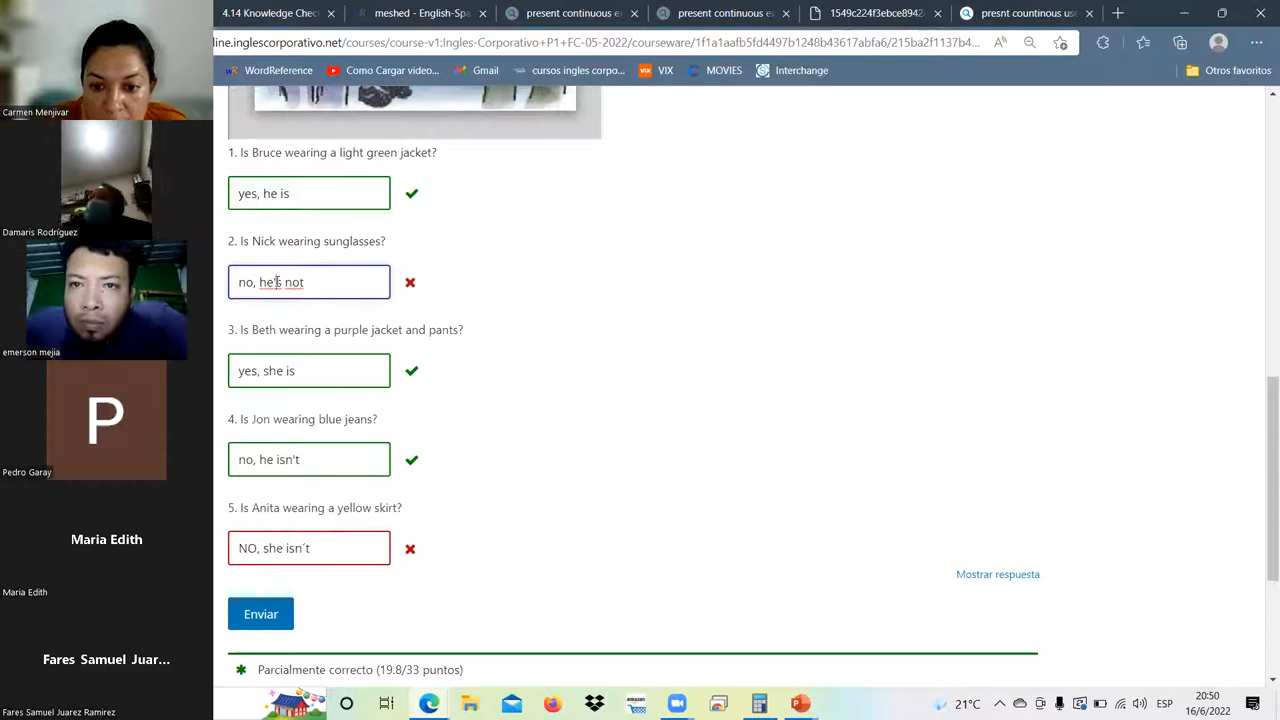 4.14 Knowledge Chec
meshed - English-Spa
present continuous e
present continuous e
1549c224f3ebce8942
presnt countinous use
line.inglescorporativo.net/courses/course-v1:Ingles-Corporativo+P1+FC-05-2022/courseware/1f1a1aafb5fd4497b1248b43617abfa6/215ba2f1137b4...
WordReference
Como Cargar video...
Gmail
cursos ingles corpo...
VIX
MOVIES
Interchange
Otros favoritos
Carmen Menjivar
Damaris Rodríguez
emerson mejia
P
Pedro Garay
Maria Edith
Maria Edith
Fares Samuel Juar...
Fares Samuel Juarez Ramirez
1. Is Bruce wearing a light green jacket?
yes, he is
2. Is Nick wearing sunglasses?
no, he's not
3. Is Beth wearing a purple jacket and pants?
yes, she is
4. Is Jon wearing blue jeans?
no, he isn't
5. Is Anita wearing a yellow skirt?
NO, she isn´t
Mostrar respuesta
Enviar
Parcialmente correcto (19.8/33 puntos)
amazon
21°C
ESP
20:50
16/6/2022